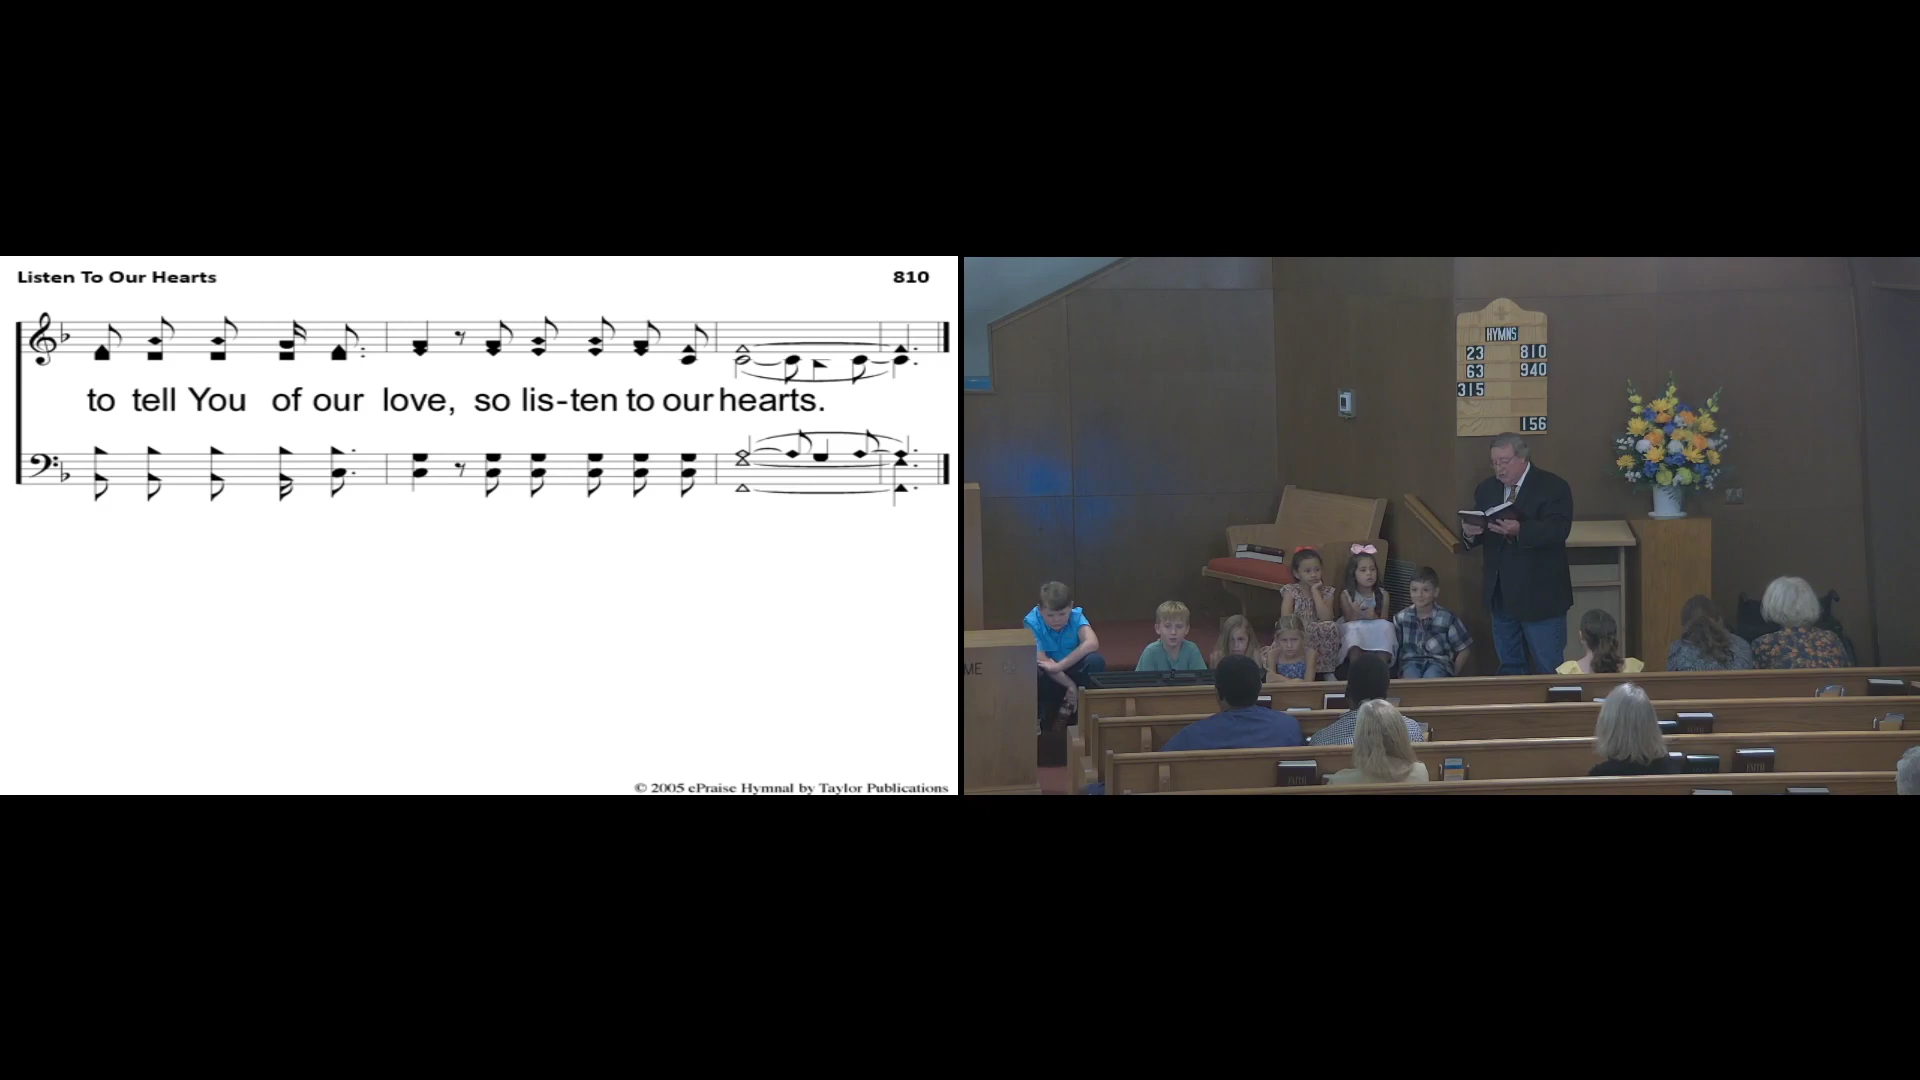 Listen To Our Hearts
810
to tell You of our love, so lis-ten to our hearts.
© 2005 ePraise Hymnal by Taylor Publications
HYMNS
23 810
63 940
315
156
ME